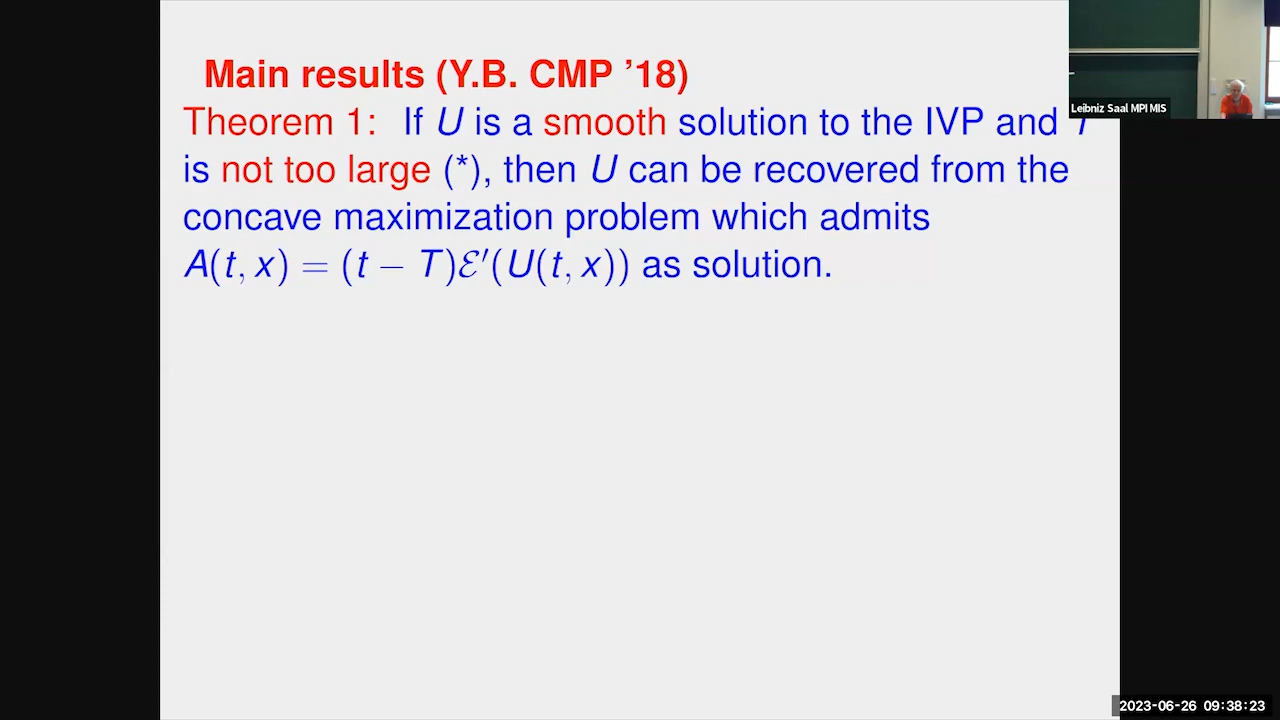 Main results (Y.B. CMP '18)
Theorem 1: If U is a smooth solution to the IVP and T
is not too large (*), then U can be recovered from the
concave maximization problem which admits
A(t, x) = (t − T)ℰ′(U(t, x)) as solution.
Leibniz Saal MPI MIS
2023-06-26 09:38:23